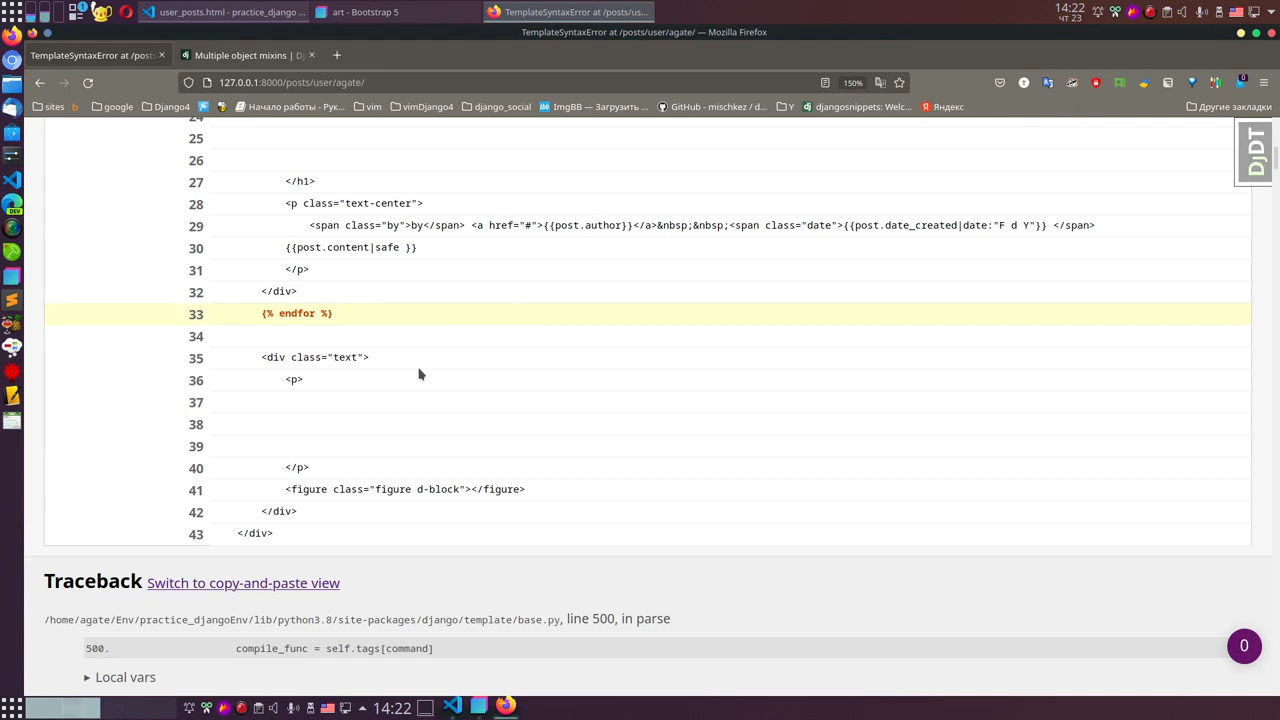 user_posts.html - practice_django ...
art - Bootstrap 5
TemplateSyntaxError at /posts/us...
14:22
чт 23
TemplateSyntaxError at /posts/user/agate/ — Mozilla Firefox
TemplateSyntaxError at /posts
Multiple object mixins | Dj
127.0.0.1:8000/posts/user/agate/
150%
0
sites
b
google
Django4
Начало работы - Рук...
vim
vimDjango4
django_social
ImgBB — Загрузить ...
GitHub - mischkez / d...
Y
djangosnippets: Welc...
Яндекс
Другие закладки
DjDT
24
25
26
27 </h1>
28 <p class="text-center">
29 <span class="by">by</span> <a href="#">{{post.author}}</a>&nbsp;&nbsp;<span class="date">{{post.date_created|date:"F d Y"}} </span>
30 {{post.content|safe }}
31 </p>
32 </div>
33 {% endfor %}
34
35 <div class="text">
36 <p>
37
38
39
40 </p>
41 <figure class="figure d-block"></figure>
42 </div>
43 </div>
Traceback Switch to copy-and-paste view
/home/agate/Env/practice_djangoEnv/lib/python3.8/site-packages/django/template/base.py, line 500, in parse
500. compile_func = self.tags[command]
▶ Local vars
0
DEV
14:22